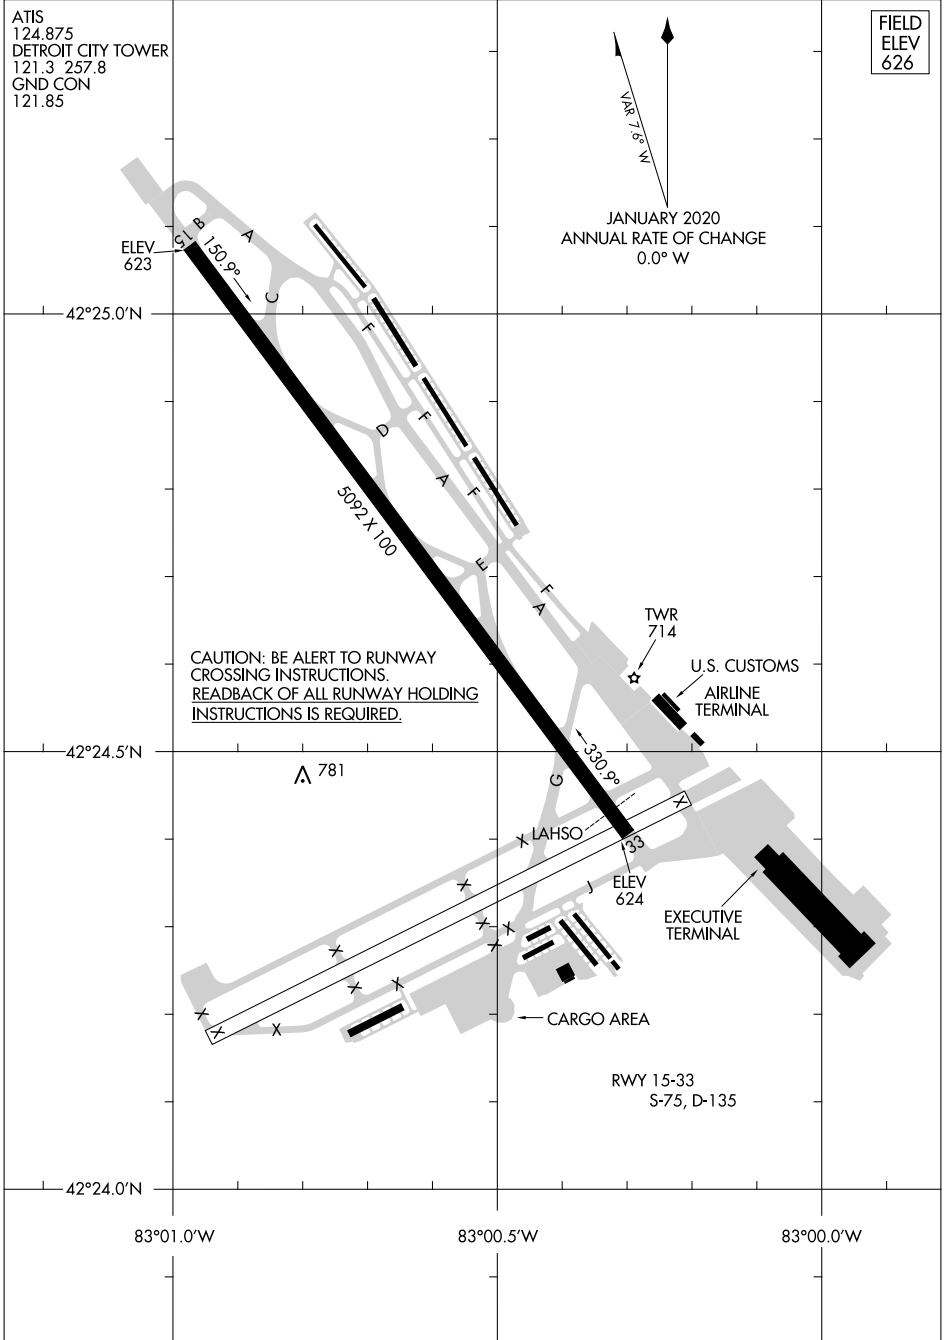 ATIS
124.875
DETROIT CITY TOWER
121.3 257.8
GND CON
121.85
FIELD
ELEV
626
VAR 7.6° W
JANUARY 2020
ANNUAL RATE OF CHANGE
0.0° W
ELEV
623
15
B
A
150.9°
C
42°25.0'N
F
F
D
A
F
5092 X 100
E
F
A
TWR
714
U.S. CUSTOMS
AIRLINE
TERMINAL
CAUTION: BE ALERT TO RUNWAY
CROSSING INSTRUCTIONS.
READBACK OF ALL RUNWAY HOLDING
INSTRUCTIONS IS REQUIRED.
42°24.5'N
781
330.9°
G
X
LAHSO
X
33
ELEV
624
X
J
EXECUTIVE
TERMINAL
X
X
X
X
X
X
X
X
X
CARGO AREA
RWY 15-33
S-75, D-135
42°24.0'N
83°01.0'W
83°00.5'W
83°00.0'W